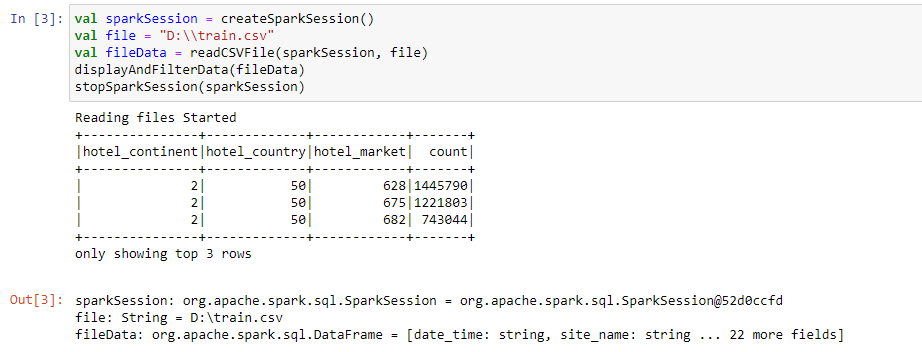 In [3]: val sparkSession = createSparkSession()
val file = "D:\\train.csv"
val fileData = readCSVFile(sparkSession, file)
displayAndFilterData(fileData)
stopSparkSession(sparkSession)
Reading files Started
+---------------+-------------+------------+-------+
|hotel_continent|hotel_country|hotel_market|  count|
+---------------+-------------+------------+-------+
|              2|           50|         628|1445790|
|              2|           50|         675|1221803|
|              2|           50|         682| 743044|
+---------------+-------------+------------+-------+
only showing top 3 rows
Out[3]: sparkSession: org.apache.spark.sql.SparkSession = org.apache.spark.sql.SparkSession@52d0ccfd
file: String = D:\train.csv
fileData: org.apache.spark.sql.DataFrame = [date_time: string, site_name: string ... 22 more fields]